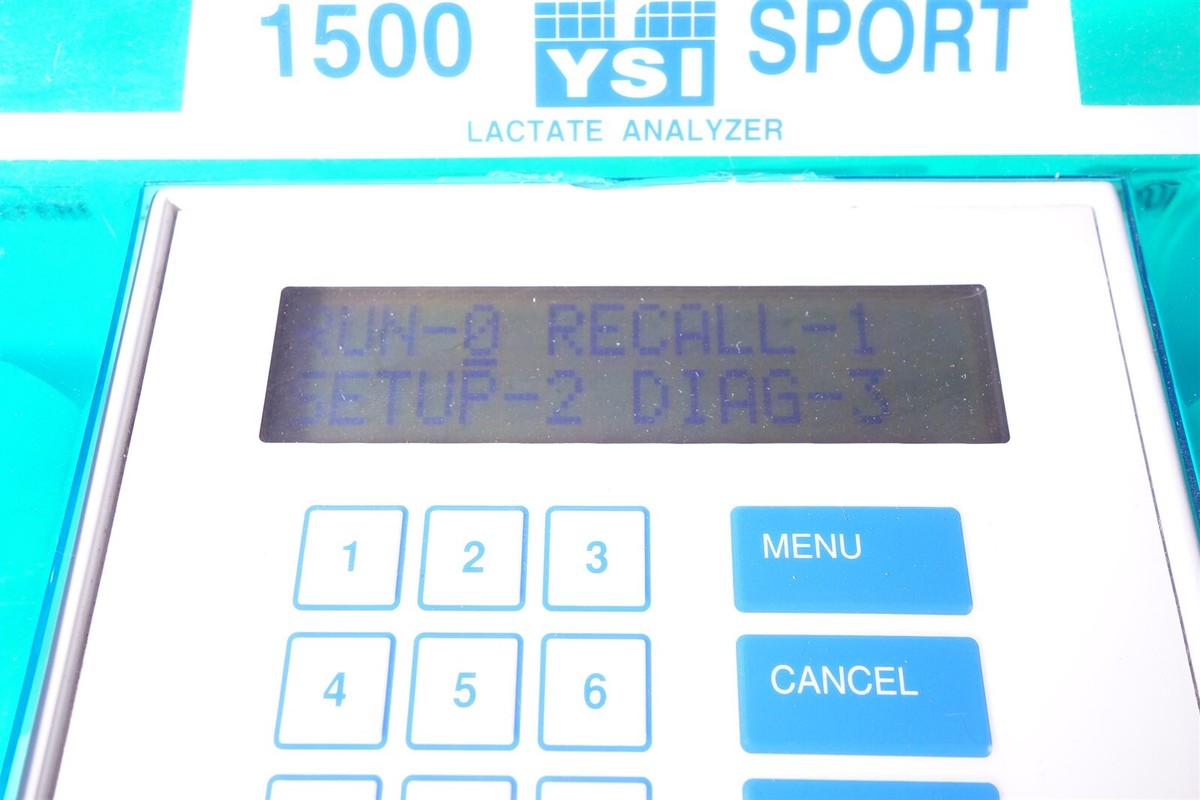 1500 YSI SPORT
LACTATE ANALYZER
RUN-0 RECALL-1
SETUP-2 DIAG-3
1 2 3 MENU
4 5 6 CANCEL